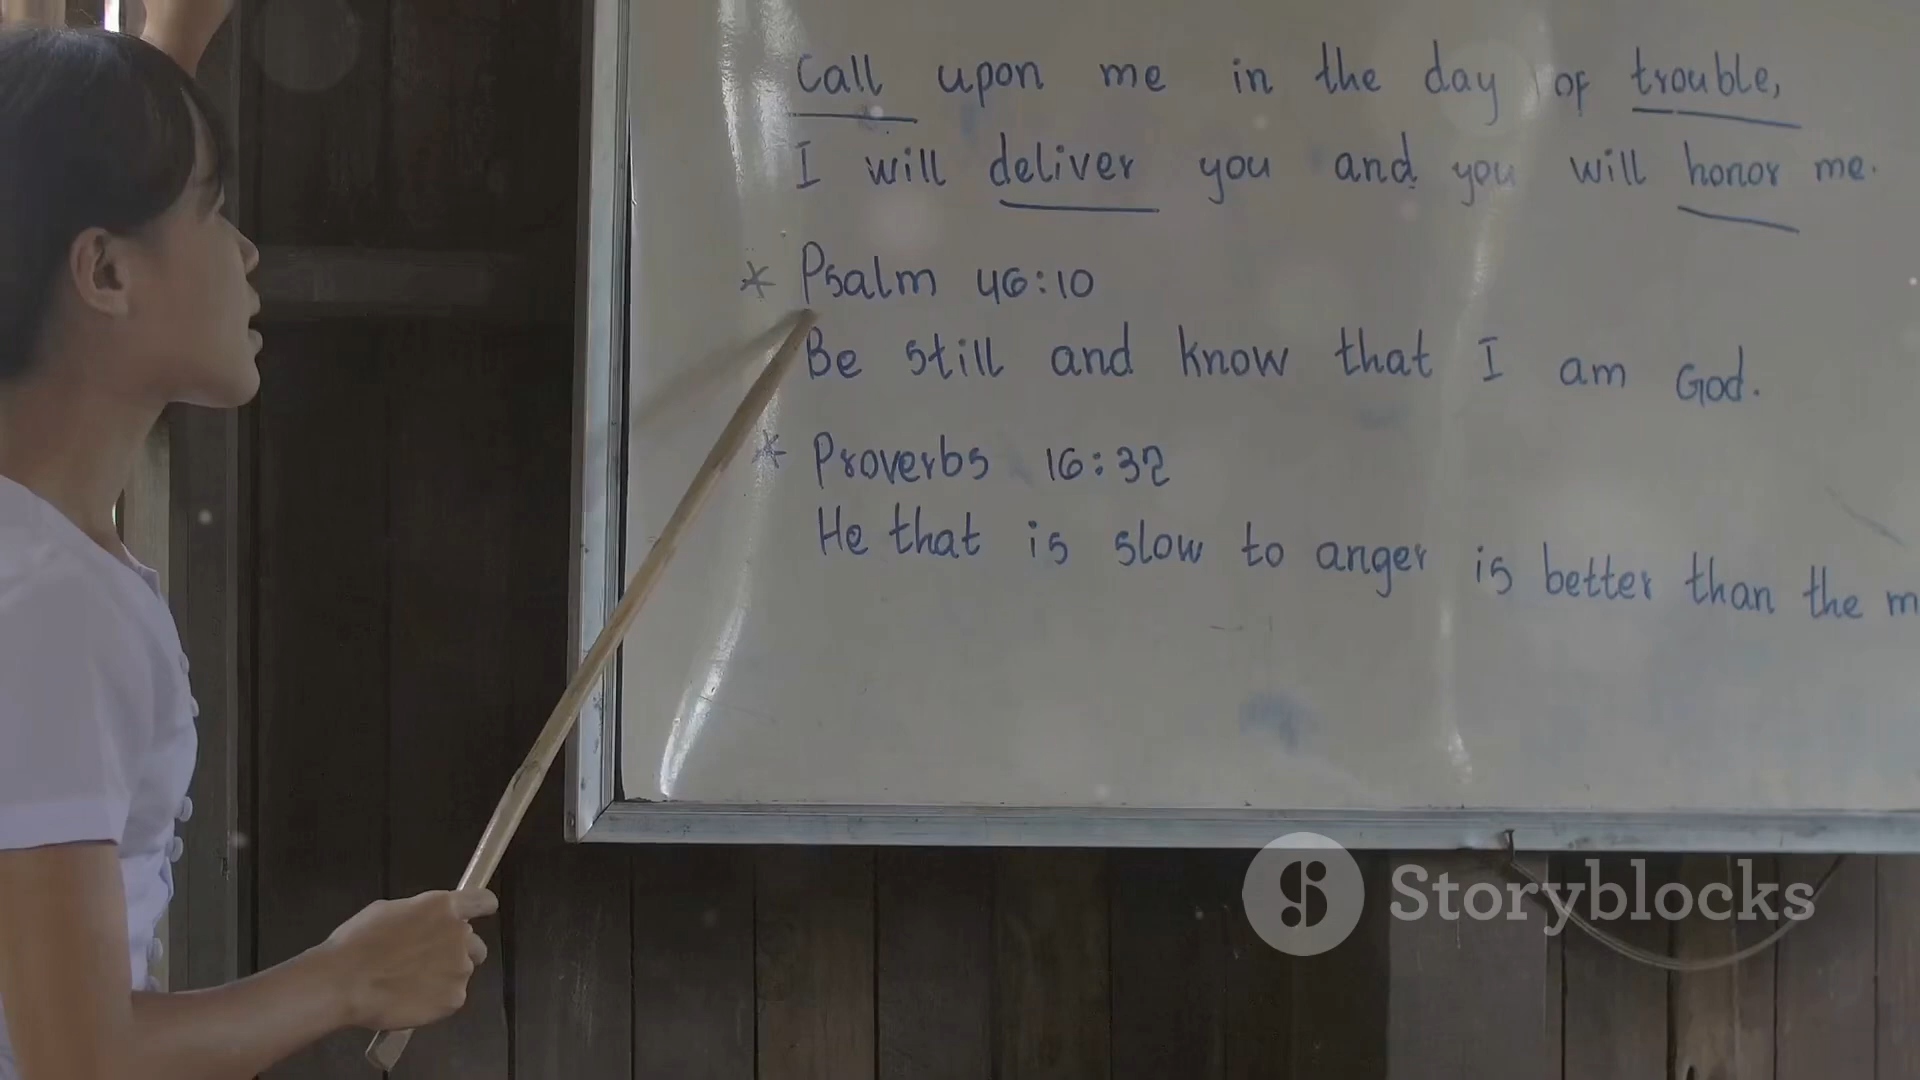 Call upon me in the day of trouble,
I will deliver you and you will honor me.
* Psalm 46:10
Be still and know that I am God.
* Proverbs 16:32
He that is slow to anger is better than the m
Storyblocks